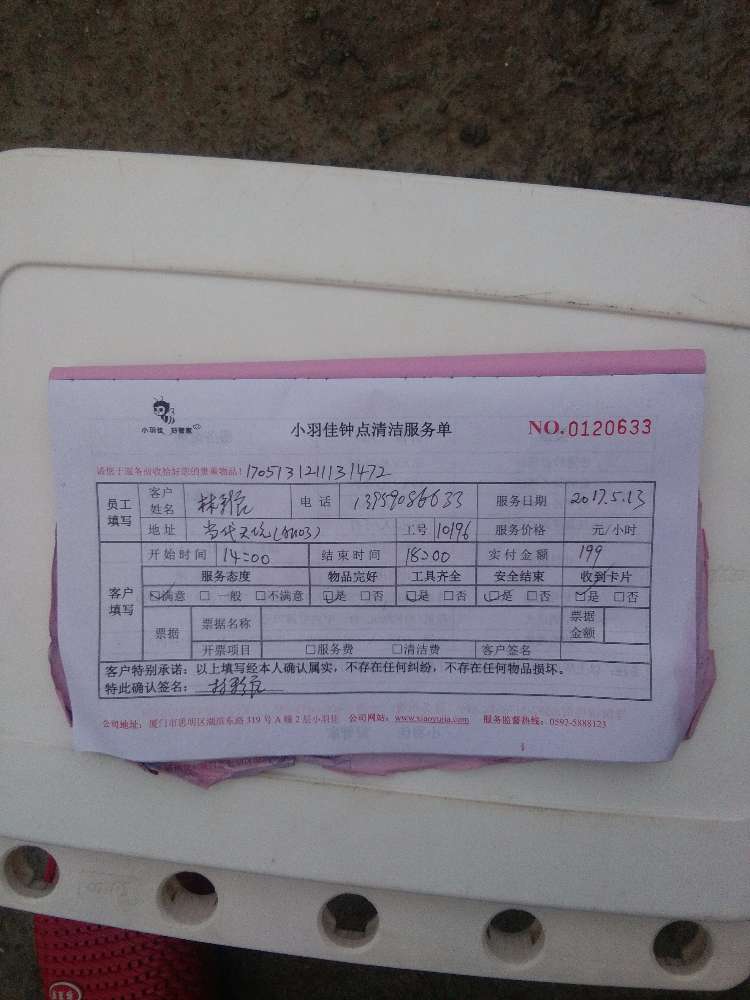 小羽佳 好管家
小羽佳钟点清洁服务单
NO.0120633
请您于服务前收拾好您的贵重物品!1705131211131472
员工填写 客户姓名 林 电话 13959086633 服务日期 2017.5.13
地址 当代天 工号 10196 服务价格 元/小时
客户填写 开始时间 14:00 结束时间 18:00 实付金额 199
服务态度 物品完好 工具齐全 安全结束 收到卡片
☑满意 □一般 □不满意 ☑是 □否 ☑是 □否 ☑是 □否 ☑是 □否
票据 票据名称 票据金额
开票项目 □服务费 □清洁费 客户签名
客户特别承诺:以上填写经本人确认属实,不存在任何纠纷,不存在任何物品损坏。
特此确认签名: 林
公司地址:厦门市思明区湖滨东路 319 号 A 幢 2 层小羽佳 公司网站:www.xiaoyujia.com 服务监督热线:0592-5888123